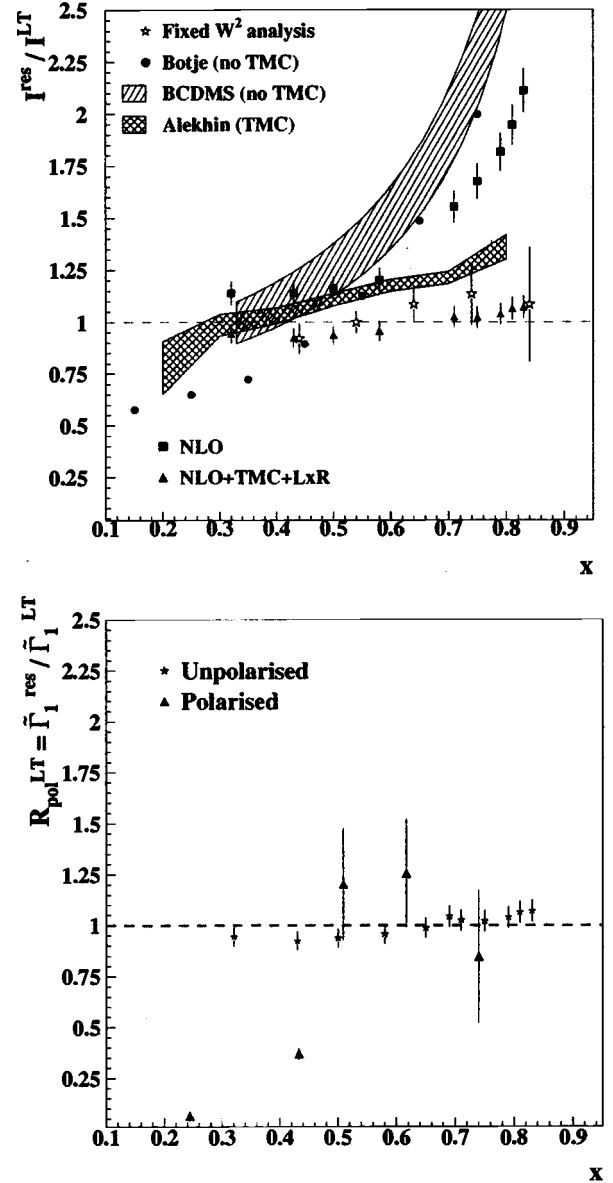 I^res / I^LT
2.5
2.25
2
1.75
1.5
1.25
1
0.75
0.5
0.25
Fixed W² analysis
Botje (no TMC)
BCDMS (no TMC)
Alekhin (TMC)
NLO
NLO+TMC+LxR
0.1 0.2 0.3 0.4 0.5 0.6 0.7 0.8 0.9
x
R_pol^LT = Γ̃₁^res / Γ̃₁^LT
2.5
2.25
2
1.75
1.5
1.25
1
0.75
0.5
0.25
Unpolarised
Polarised
0.1 0.2 0.3 0.4 0.5 0.6 0.7 0.8 0.9
x